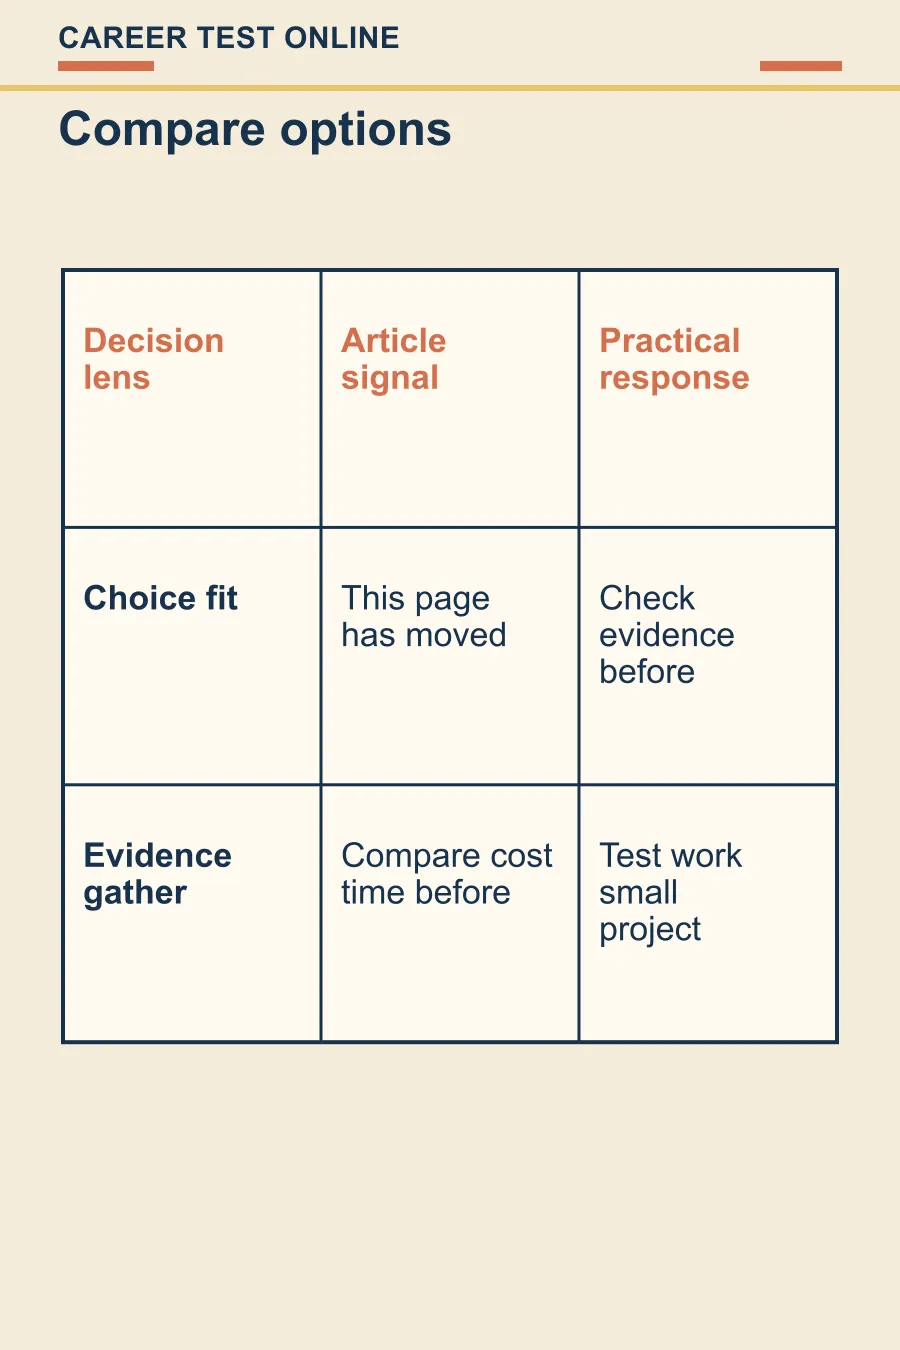 CAREER TEST ONLINE
Compare options
Decision
lens
Article
signal
Practical
response
Choice fit
This page
has moved
Check
evidence
before
Evidence
gather
Compare cost
time before
Test work
small
project